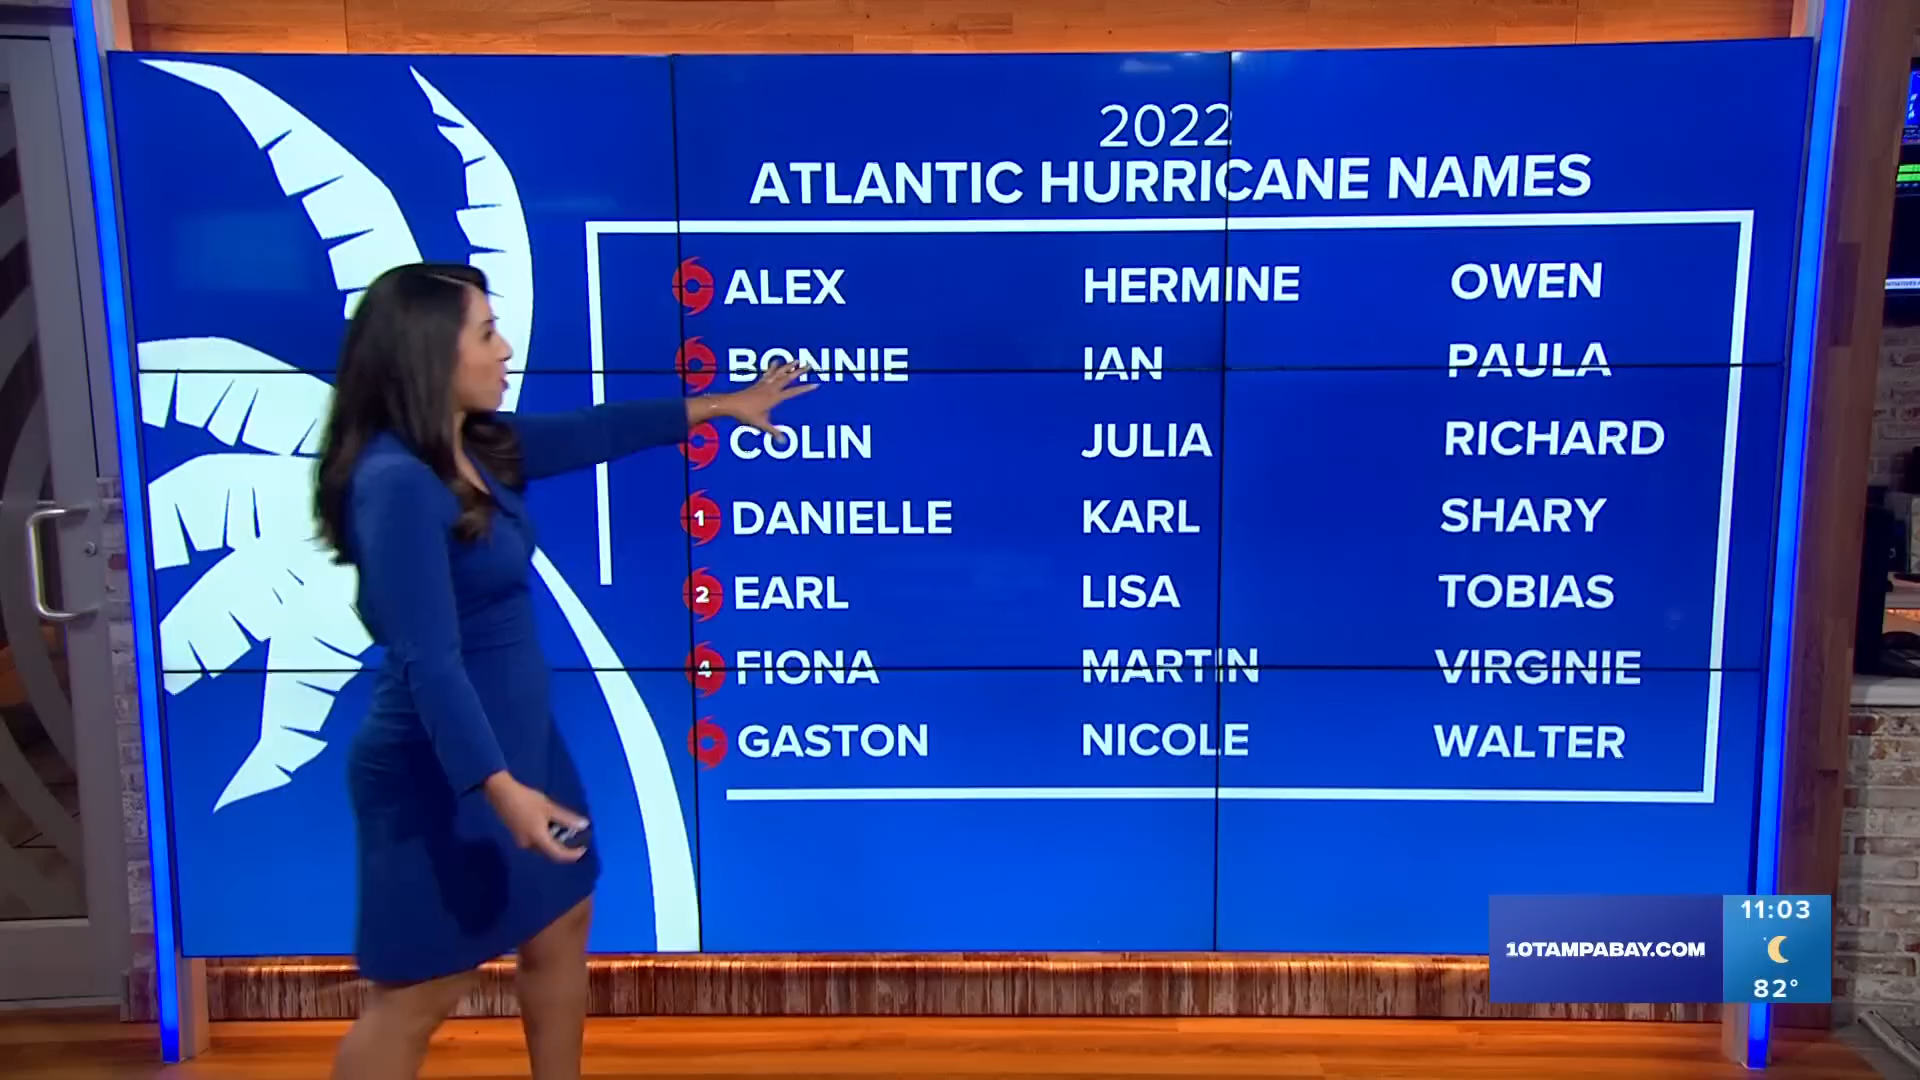 2022
ATLANTIC HURRICANE NAMES
ALEX HERMINE OWEN
BONNIE IAN PAULA
COLIN JULIA RICHARD
1 DANIELLE KARL SHARY
2 EARL LISA TOBIAS
4 FIONA MARTIN VIRGINIE
GASTON NICOLE WALTER
10TAMPABAY.COM
11:03
82°